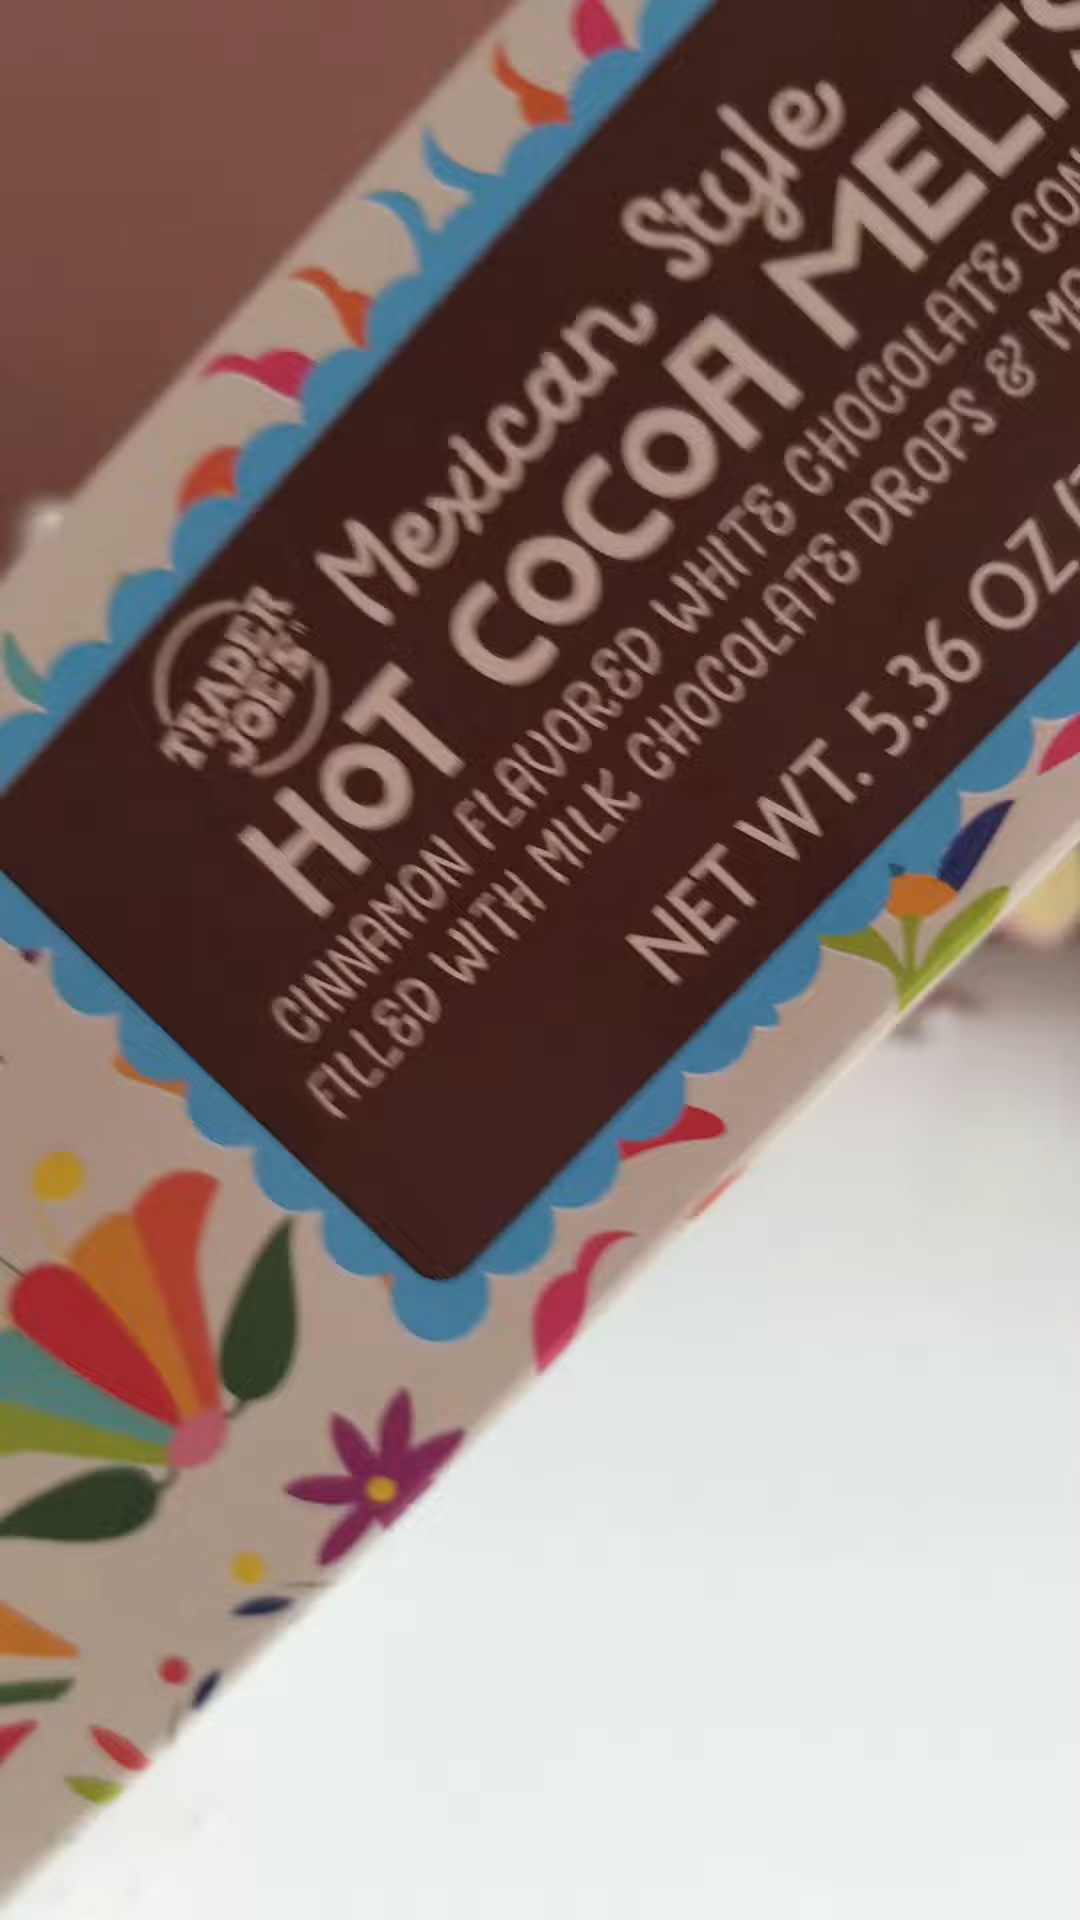 TRADER
JOE'S
Mexican Style
HOT COCOA MELTS
CINNAMON FLAVORED WHITE CHOCOLATE
FILLED WITH MILK CHOCOLATE DROPS &
NET WT. 5.36 OZ